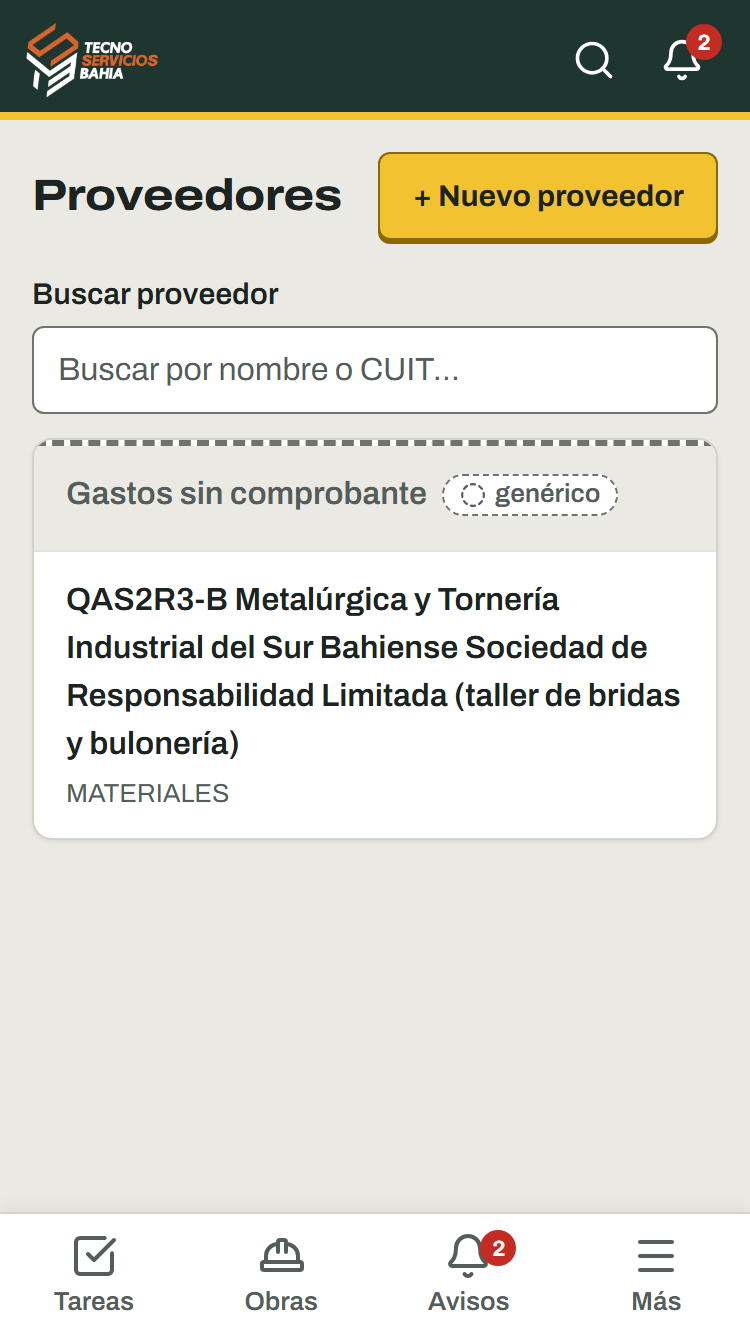 TECNO
SERVICIOS
BAHIA
2
Proveedores
+ Nuevo proveedor
Buscar proveedor
Buscar por nombre o CUIT...
Gastos sin comprobante
genérico
QAS2R3-B Metalúrgica y Tornería
Industrial del Sur Bahiense Sociedad de
Responsabilidad Limitada (taller de bridas
y bulonería)
MATERIALES
2
Tareas
Obras
Avisos
Más